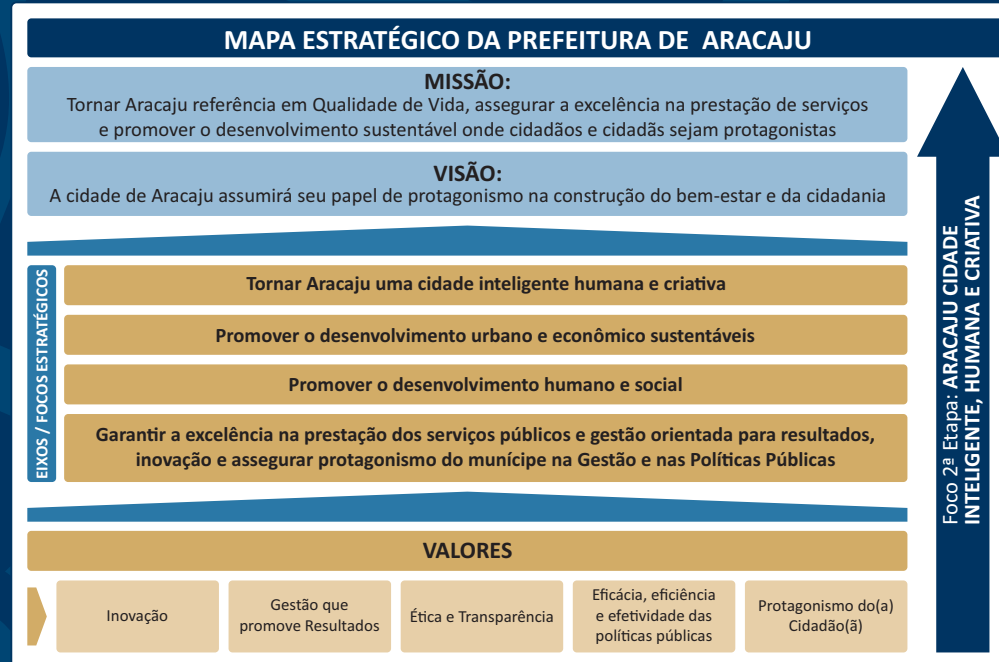 MAPA ESTRATÉGICO DA PREFEITURA DE ARACAJU
MISSÃO:
Tornar Aracaju referência em Qualidade de Vida, assegurar a excelência na prestação de serviços
e promover o desenvolvimento sustentável onde cidadãos e cidadãs sejam protagonistas
VISÃO:
A cidade de Aracaju assumirá seu papel de protagonismo na construção do bem-estar e da cidadania
EIXOS / FOCOS ESTRATÉGICOS
Tornar Aracaju uma cidade inteligente humana e criativa
Promover o desenvolvimento urbano e econômico sustentáveis
Promover o desenvolvimento humano e social
Garantir a excelência na prestação dos serviços públicos e gestão orientada para resultados,
inovação e assegurar protagonismo do munícipe na Gestão e nas Políticas Públicas
VALORES
Inovação
Gestão que
promove Resultados
Ética e Transparência
Eficácia, eficiência
e efetividade das
políticas públicas
Protagonismo do(a)
Cidadão(ã)
Foco 2ª Etapa: ARACAJU CIDADE
INTELIGENTE, HUMANA E CRIATIVA